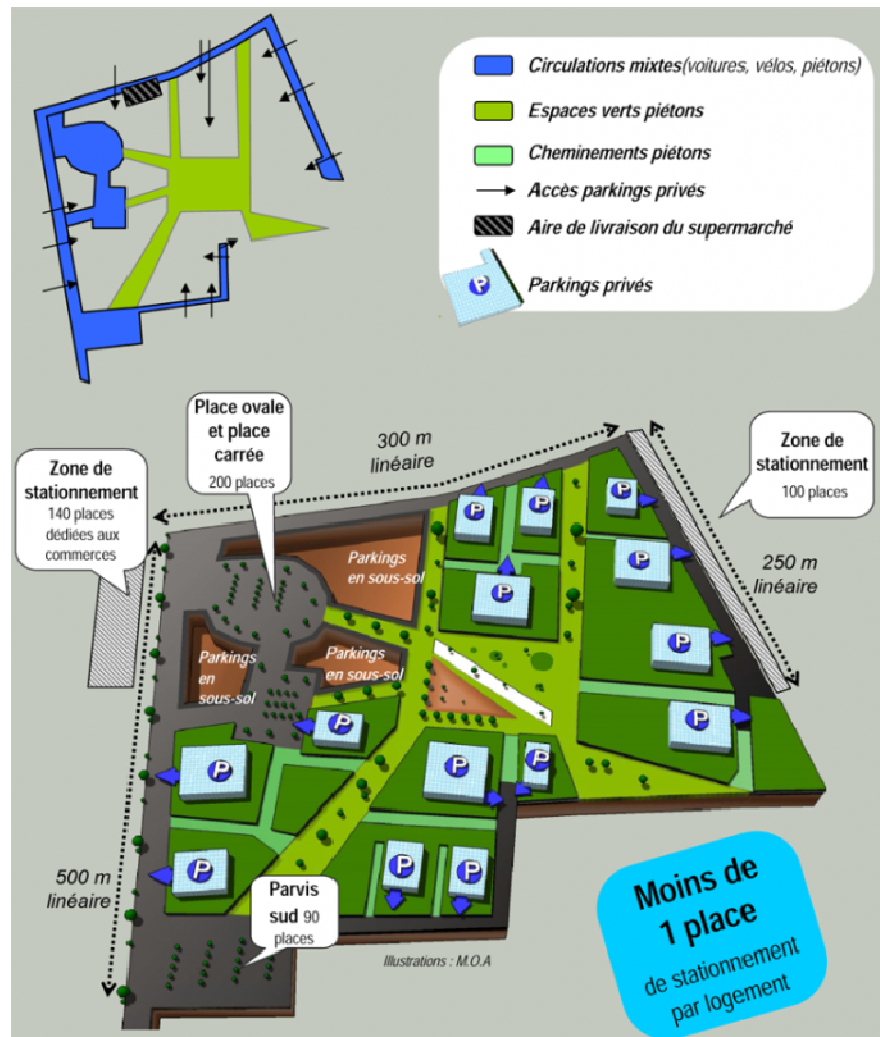 Circulations mixtes(voitures, vélos, piétons)
Espaces verts piétons
Cheminements piétons
Accès parkings privés
Aire de livraison du supermarché
P
Parkings privés
Place ovale
et place
carrée
200 places
300 m
linéaire
Zone de
stationnement
100 places
Zone de
stationnement
140 places
dédiées aux
commerces
250 m
linéaire
Parkings
en sous-sol
Parkings
en sous-sol
Parkings
en
sous-sol
P
P
P
P
P
P
P
P
P
P
P
P
P
P
500 m
linéaire
Parvis
sud 90
places
Illustrations : M.O.A
Moins de
1 place
de stationnement
par logement